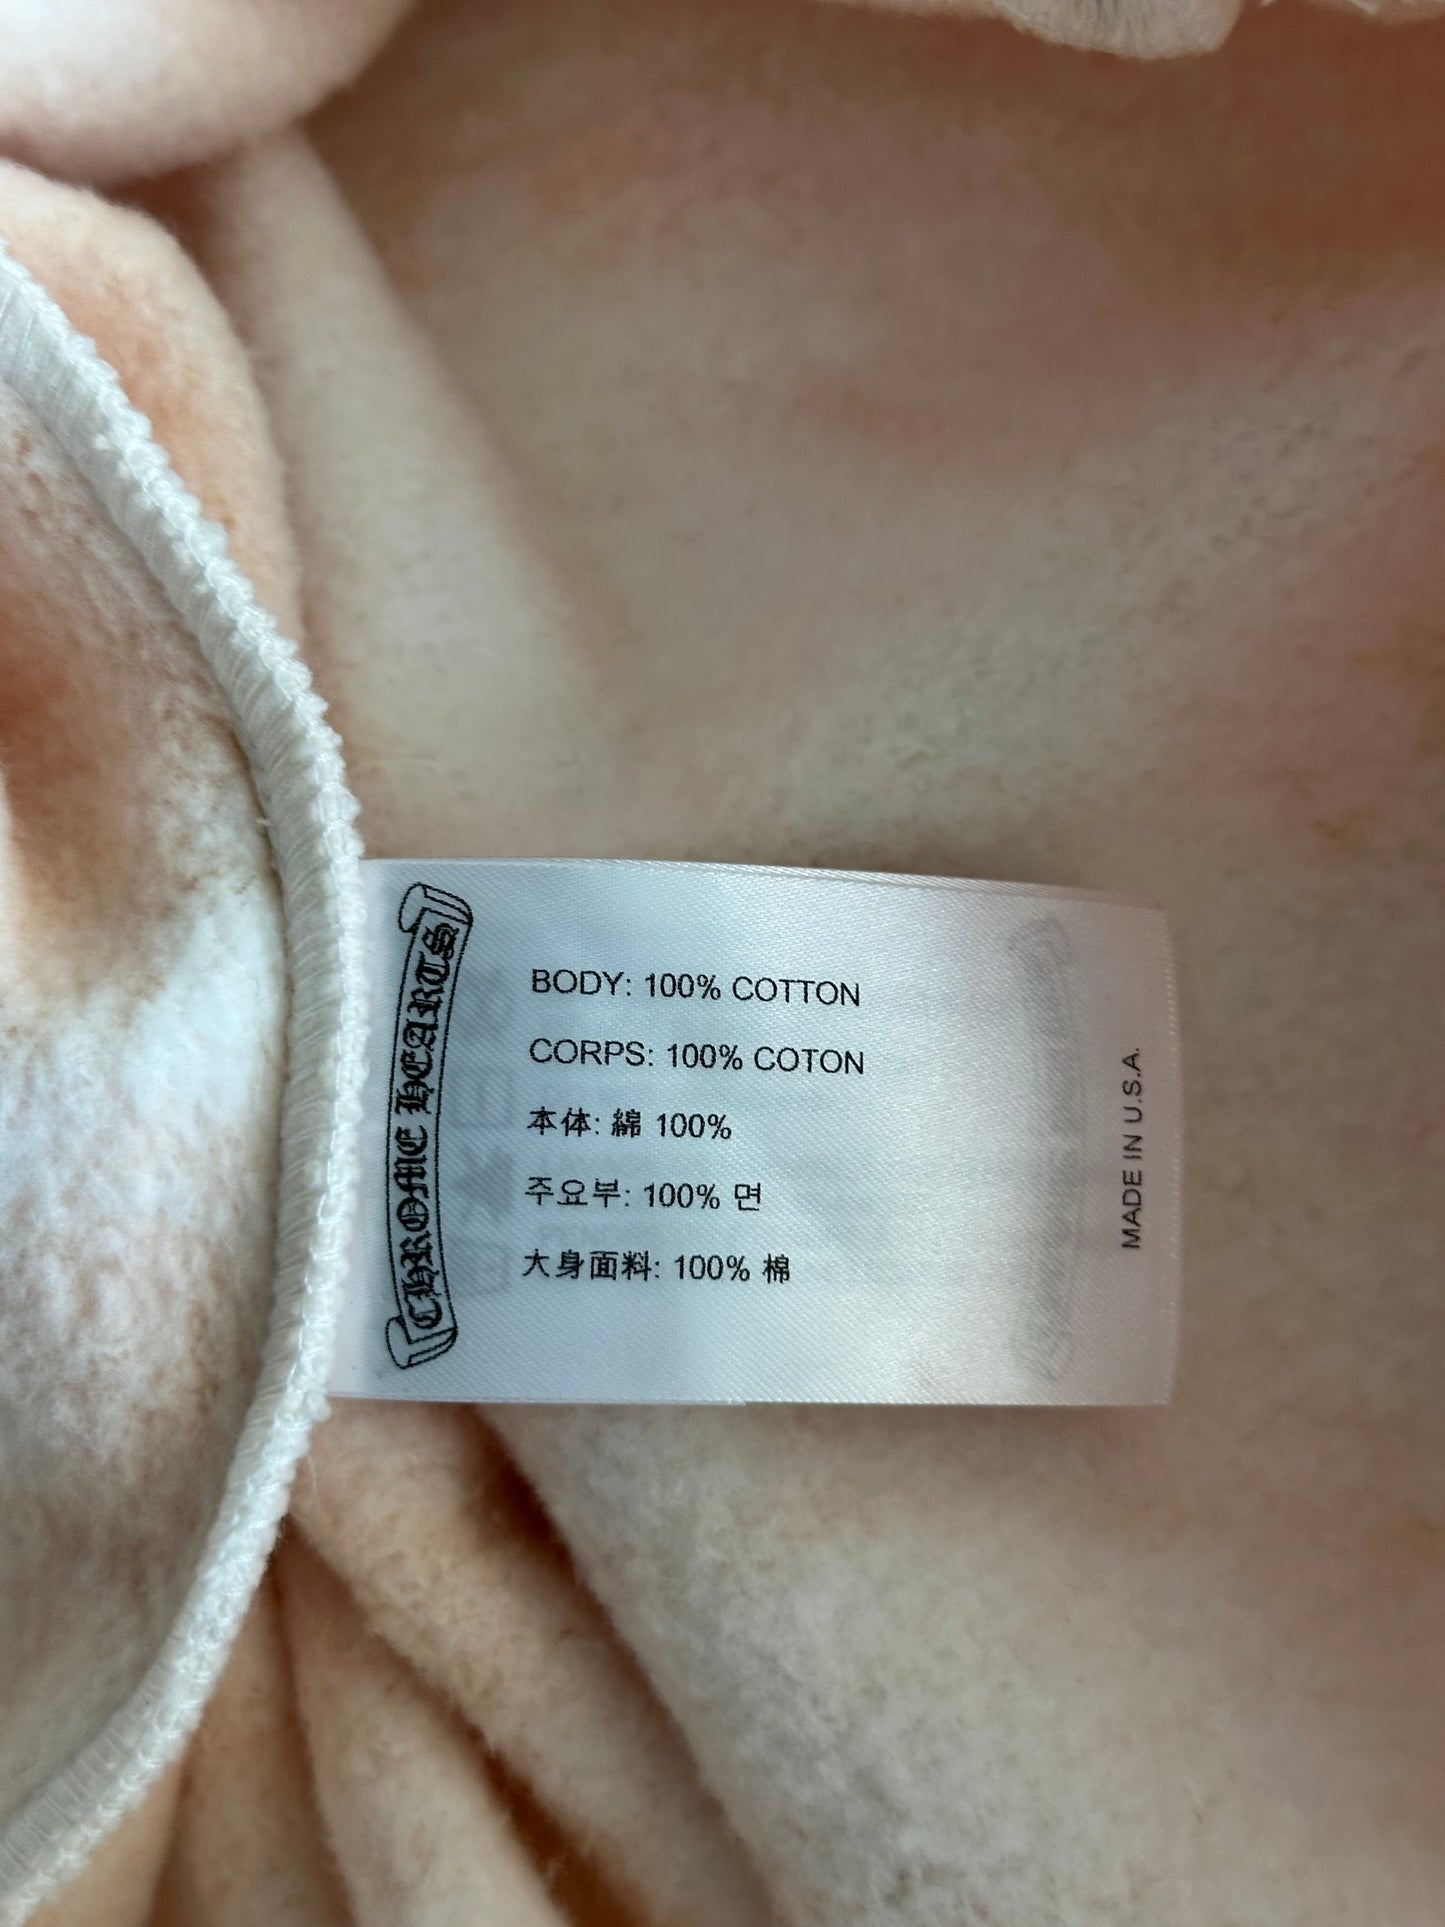 CHROME HEARTS
BODY: 100% COTTON
CORPS: 100% COTON
本体: 綿 100%
주요부: 100% 면
大身面料: 100% 棉
MADE IN U.S.A.